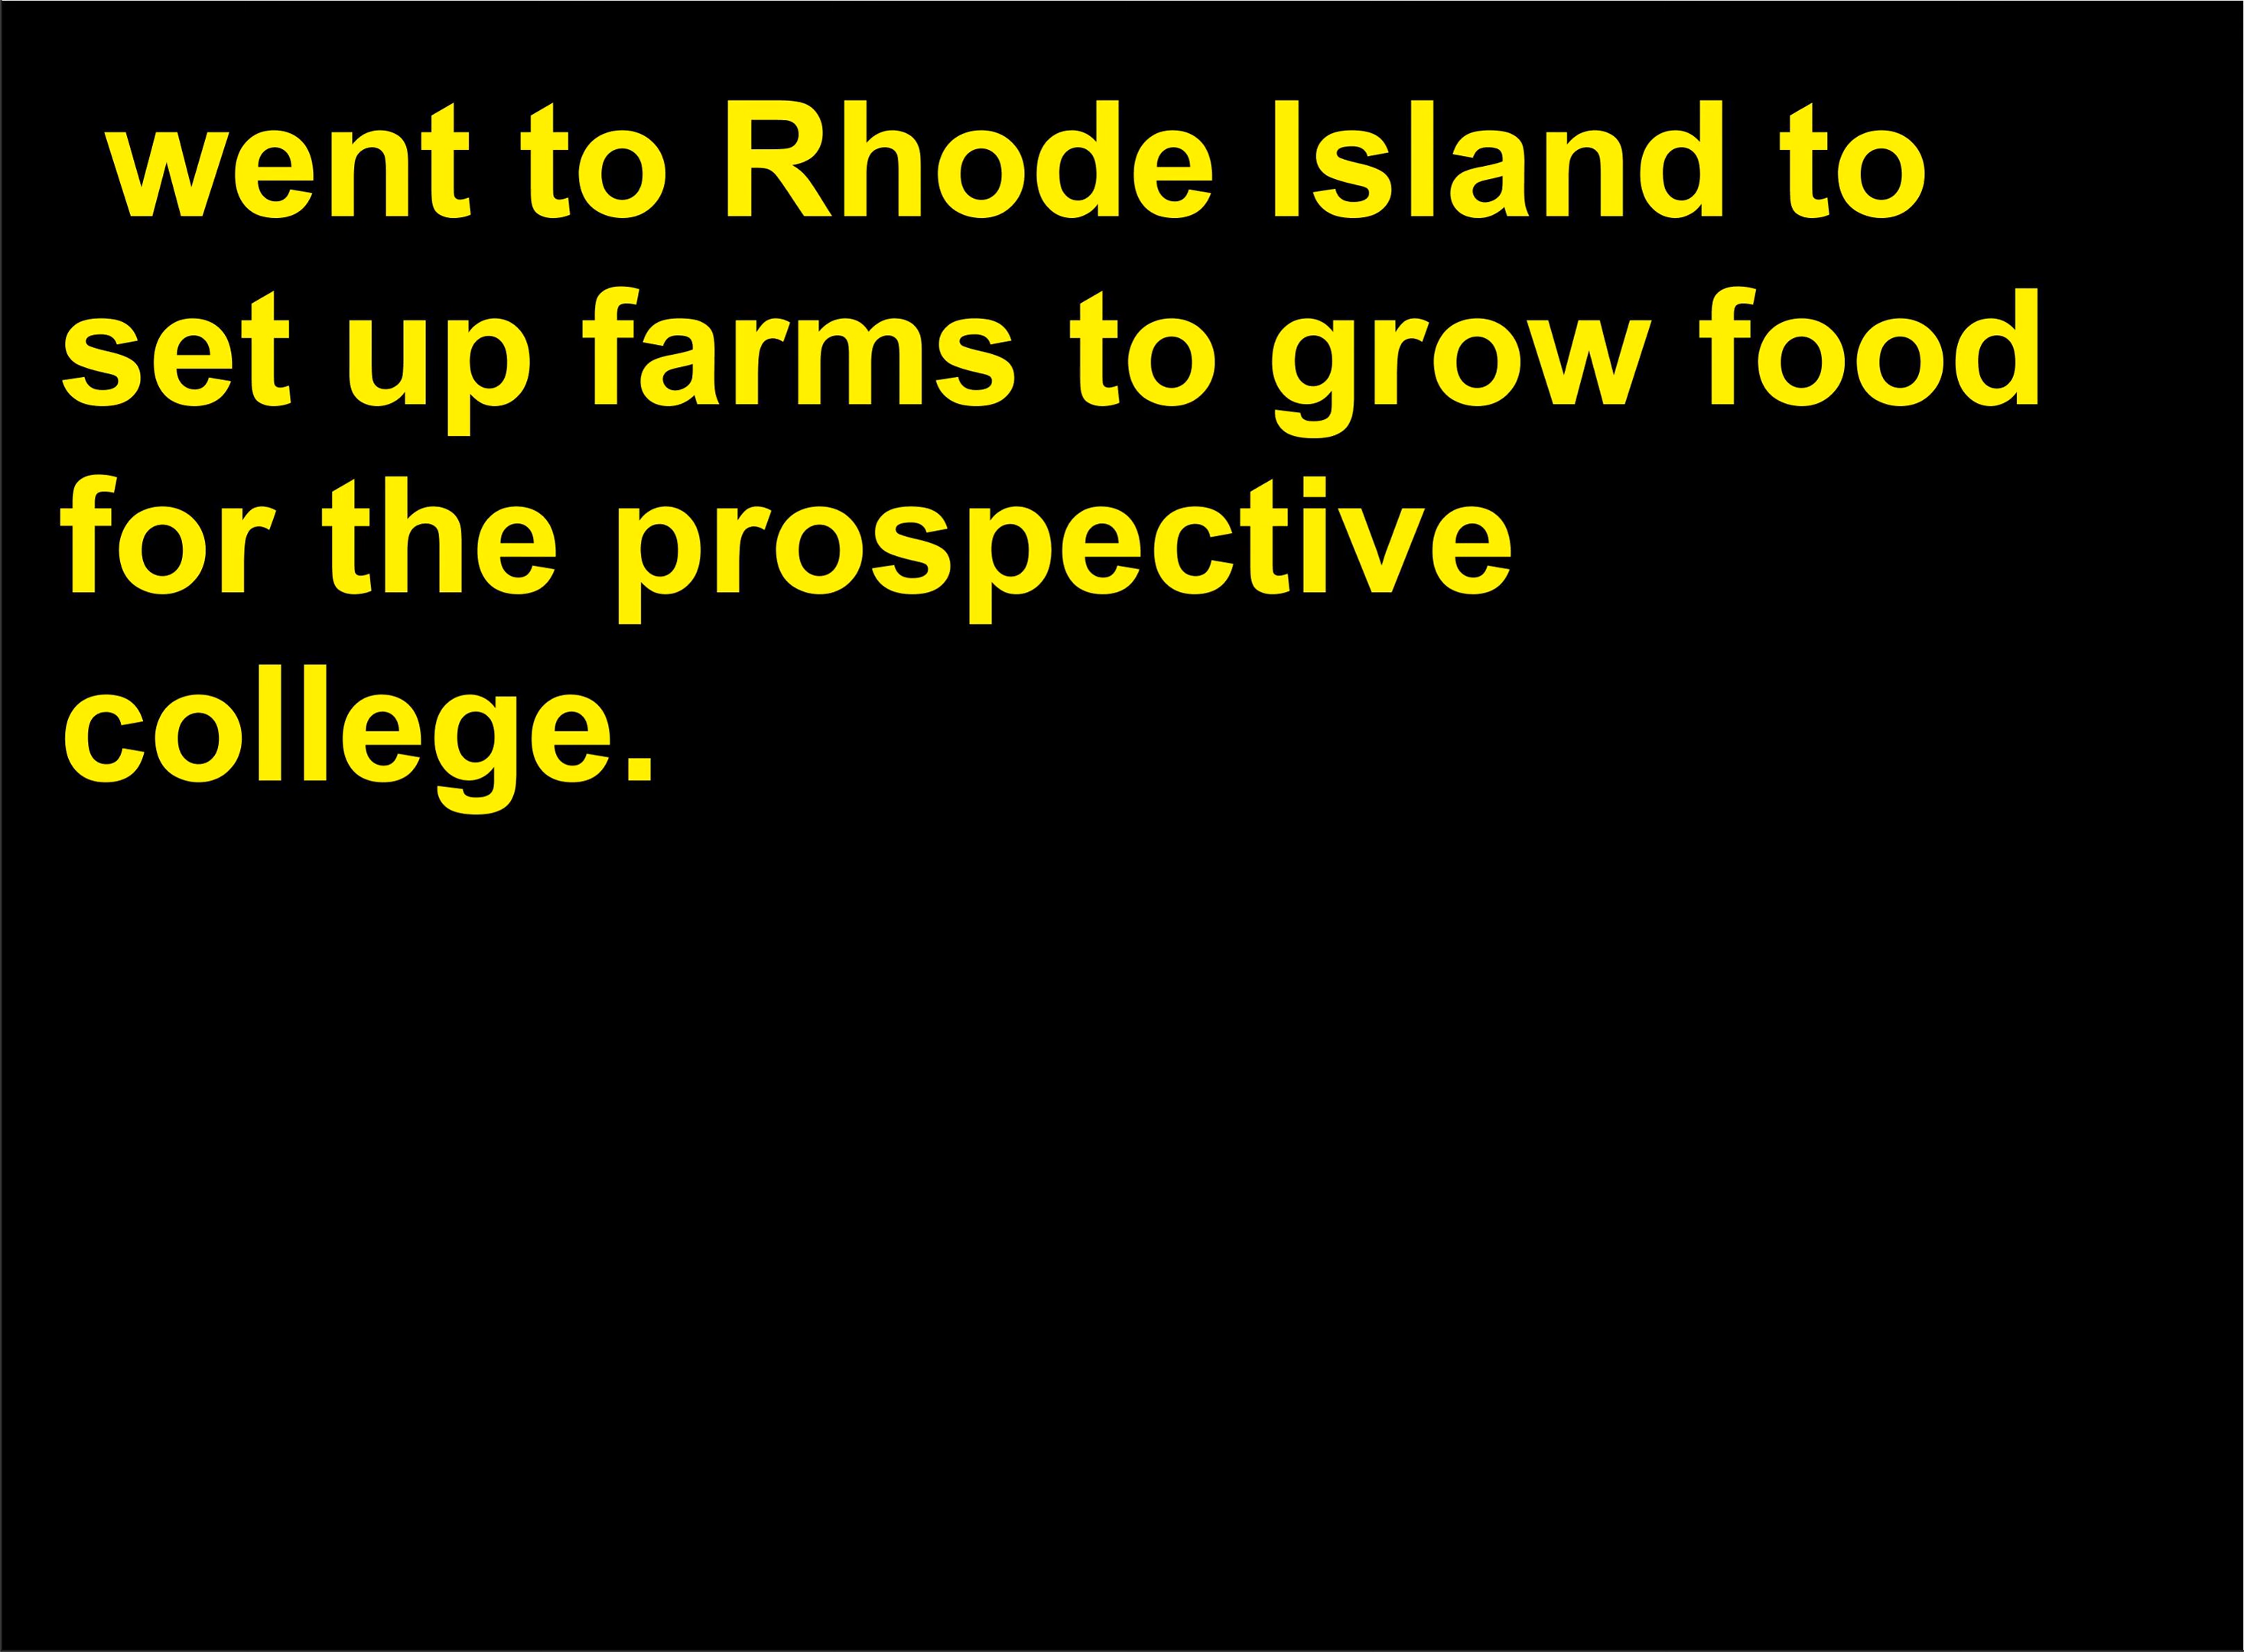 went to Rhode Island to
set up farms to grow food
for the prospective
college.